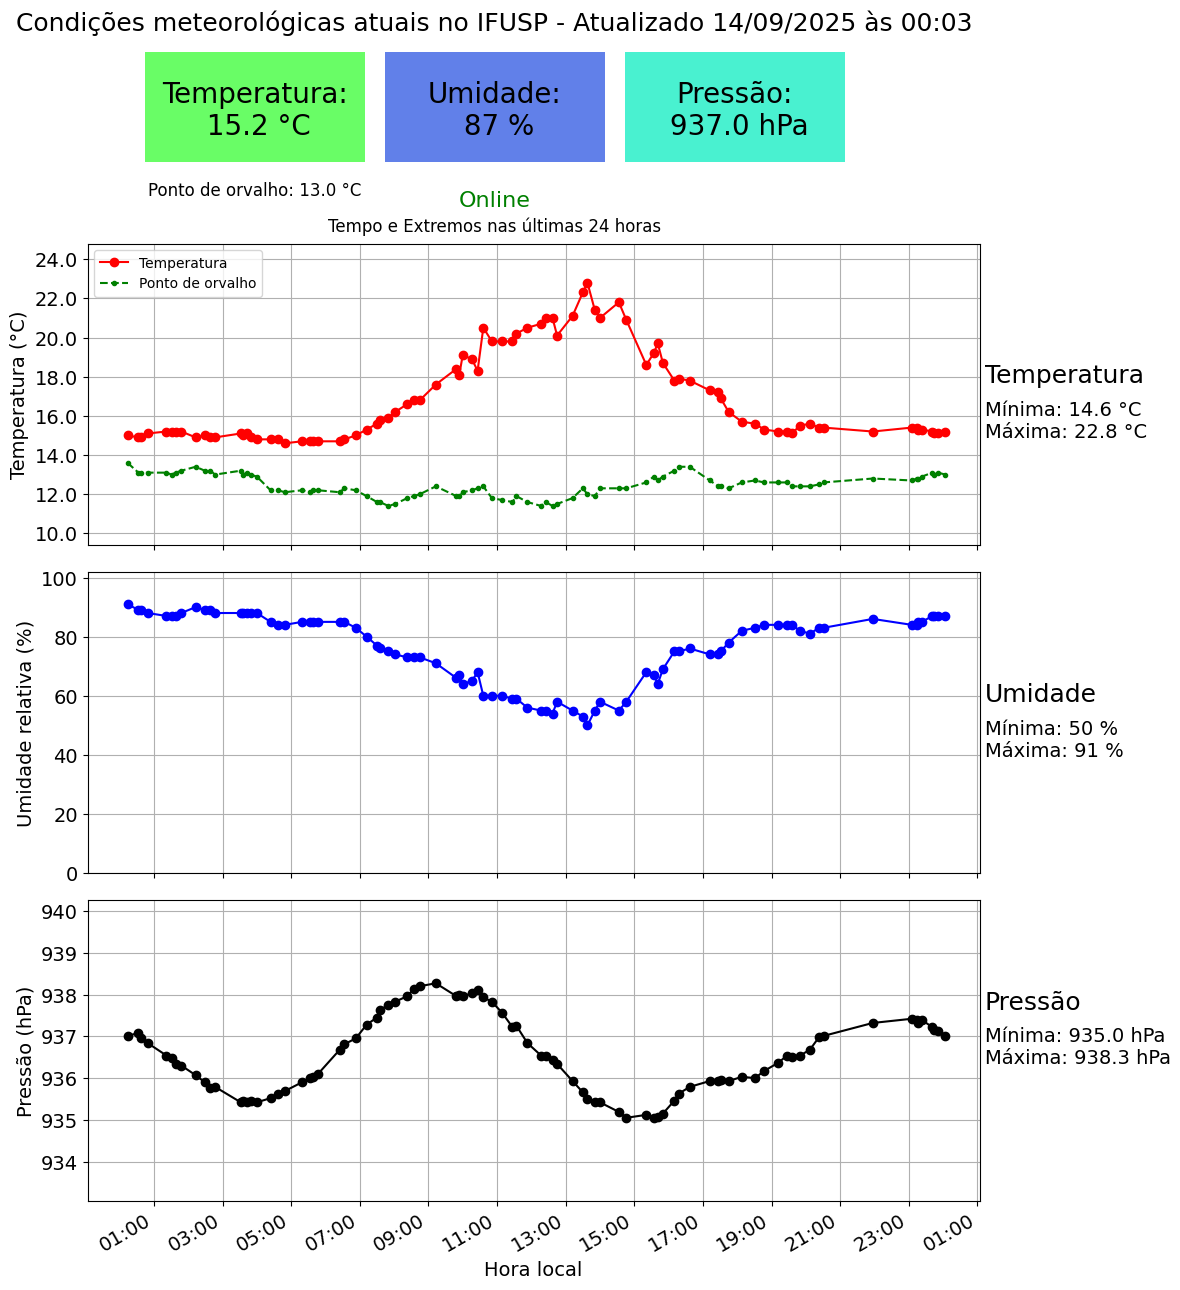 Condições meteorológicas atuais no IFUSP - Atualizado 14/09/2025 às 00:03
Temperatura:
15.2 °C
Umidade:
87 %
Pressão:
937.0 hPa
Ponto de orvalho: 13.0 °C
Online
Tempo e Extremos nas últimas 24 horas
Temperatura
Ponto de orvalho
24.0
22.0
20.0
18.0
16.0
14.0
12.0
10.0
Temperatura (°C)
Temperatura
Mínima: 14.6 °C
Máxima: 22.8 °C
100
80
60
40
20
0
Umidade relativa (%)
Umidade
Mínima: 50 %
Máxima: 91 %
940
939
938
937
936
935
934
Pressão (hPa)
Pressão
Mínima: 935.0 hPa
Máxima: 938.3 hPa
01:00 03:00 05:00 07:00 09:00 11:00 13:00 15:00 17:00 19:00 21:00 23:00 01:00
Hora local